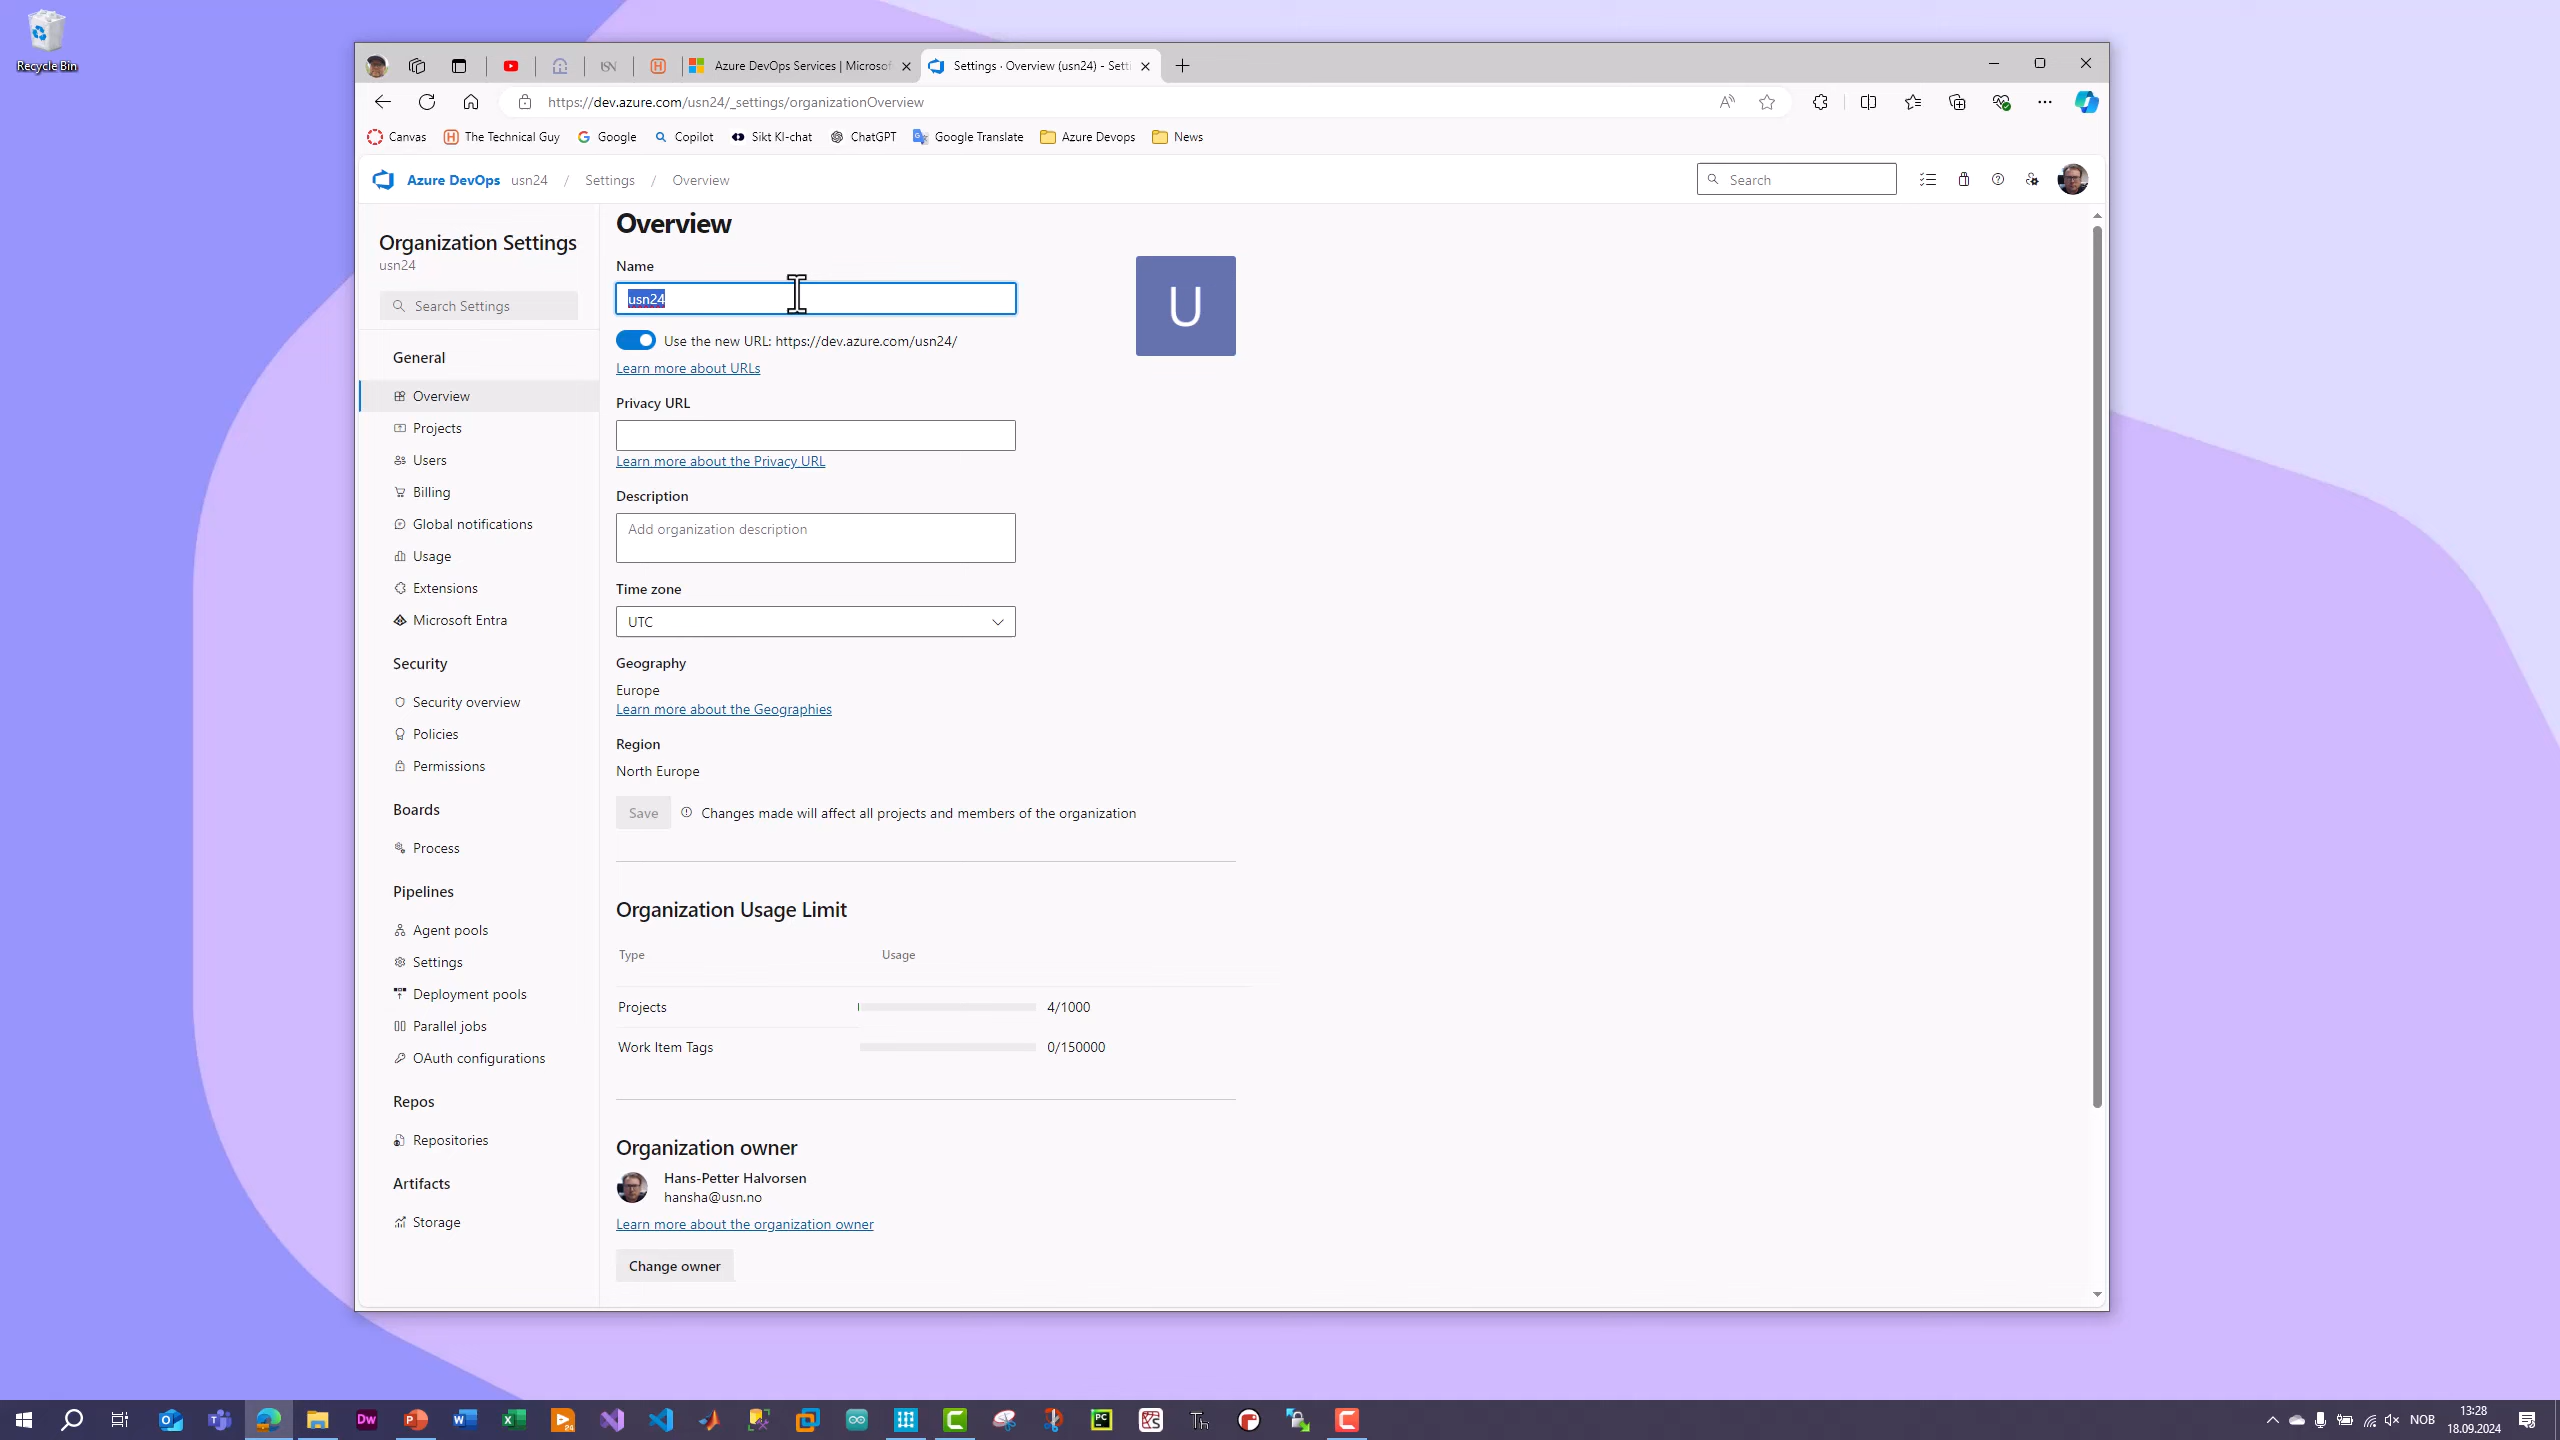 Recycle Bin
USN
Azure DevOps Services | Microsof
Settings · Overview (usn24) - Sett
https://dev.azure.com/usn24/_settings/organizationOverview
Canvas
The Technical Guy
Google
Copilot
Sikt KI-chat
ChatGPT
Google Translate
Azure Devops
News
Azure DevOps
usn24 / Settings / Overview
Search
Organization Settings
usn24
Search Settings
General
Overview
Projects
Users
Billing
Global notifications
Usage
Extensions
Microsoft Entra
Security
Security overview
Policies
Permissions
Boards
Process
Pipelines
Agent pools
Settings
Deployment pools
Parallel jobs
OAuth configurations
Repos
Repositories
Artifacts
Storage
Overview
Name
usn24
U
Use the new URL: https://dev.azure.com/usn24/
Learn more about URLs
Privacy URL
Learn more about the Privacy URL
Description
Add organization description
Time zone
UTC
Geography
Europe
Learn more about the Geographies
Region
North Europe
Save
Changes made will affect all projects and members of the organization
Organization Usage Limit
Type Usage
Projects 4/1000
Work Item Tags 0/150000
Organization owner
Hans-Petter Halvorsen
hansha@usn.no
Learn more about the organization owner
Change owner
Dw
Th
NOB
13:28
18.09.2024